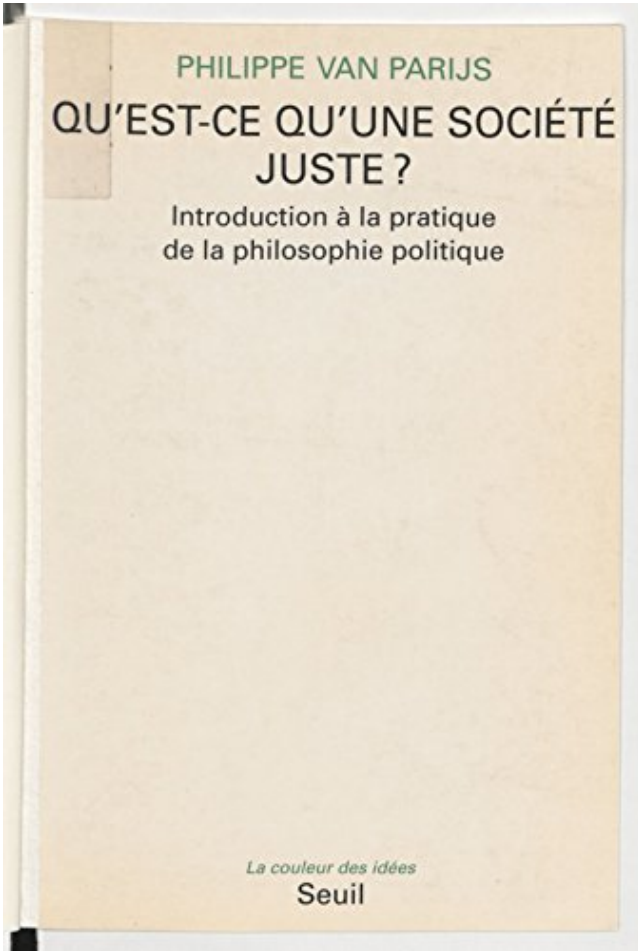 PHILIPPE VAN PARIJS
QU'EST-CE QU'UNE SOCIÉTÉ
JUSTE ?
Introduction à la pratique
de la philosophie politique
La couleur des idées
Seuil